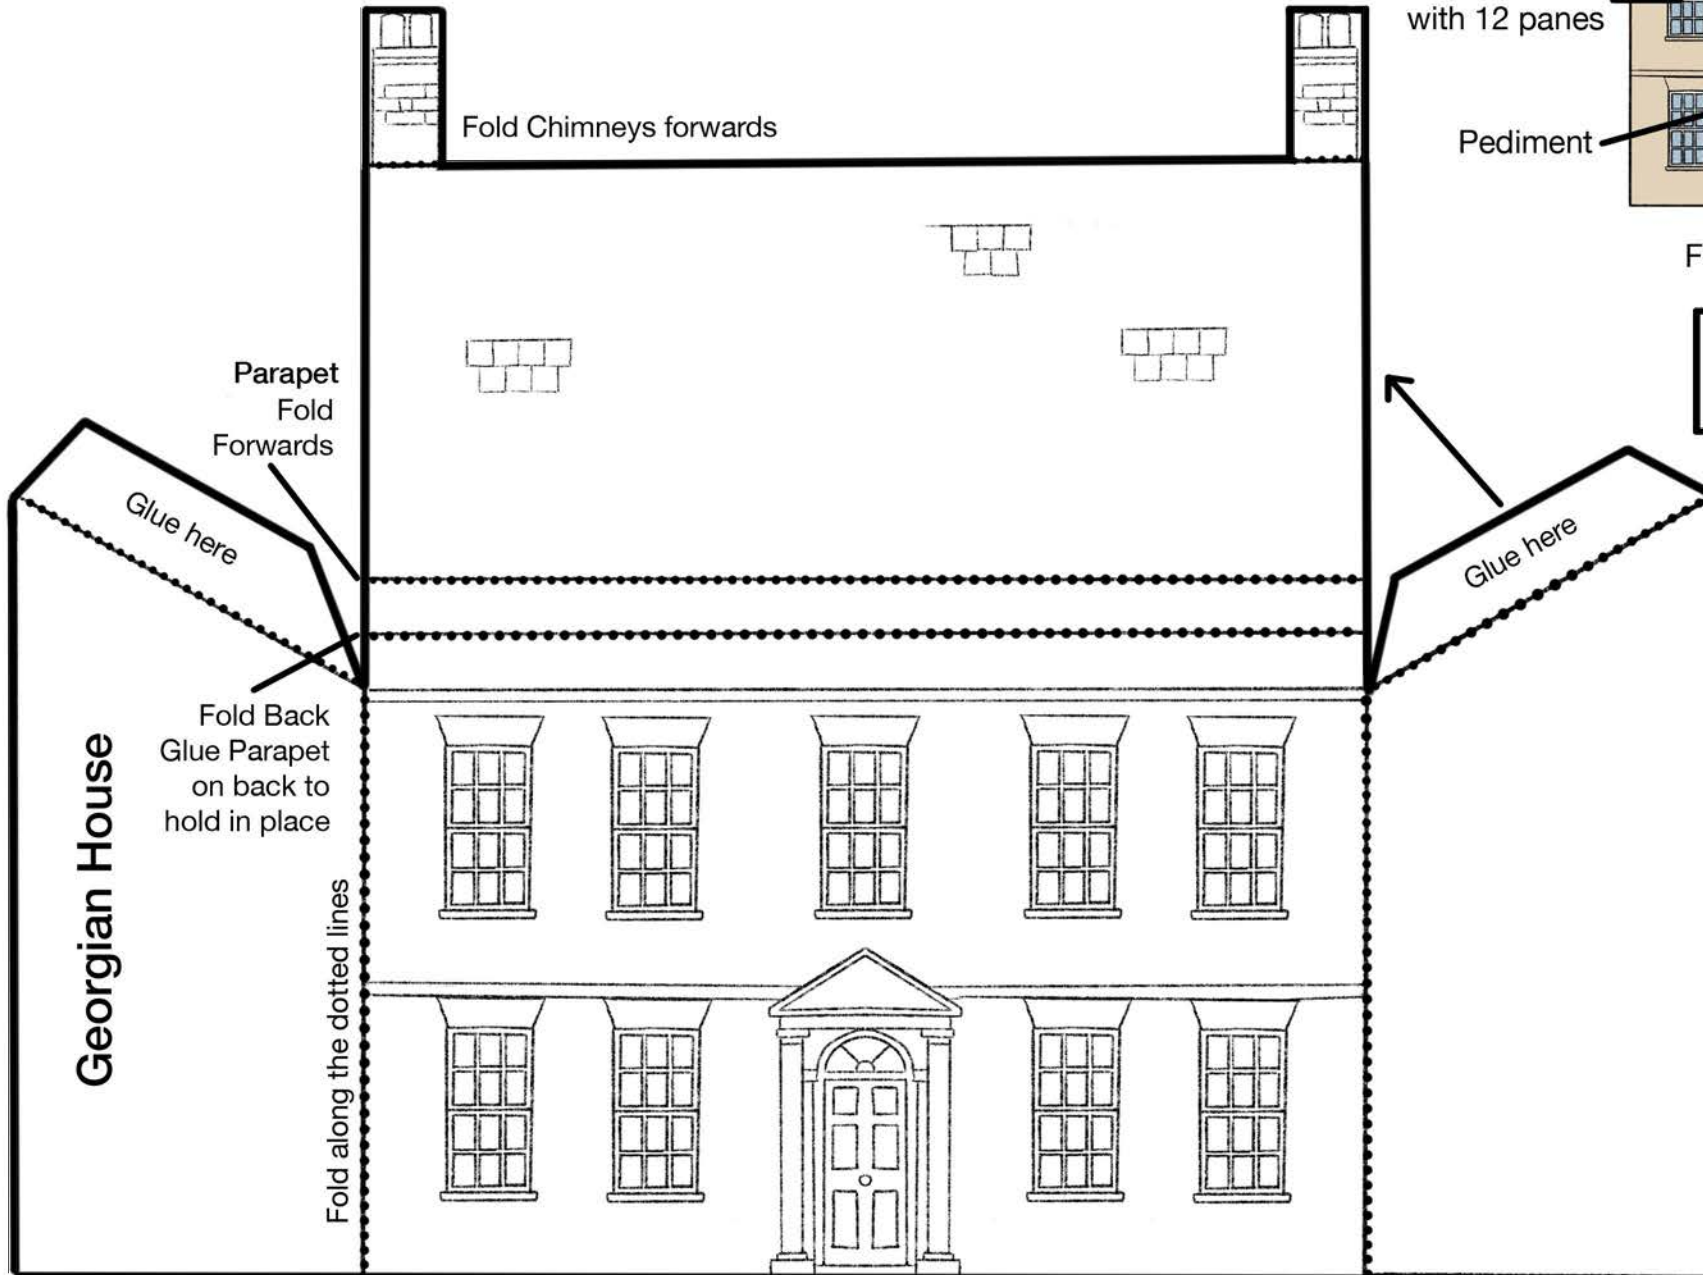 with 12 panes
Fold Chimneys forwards
Pediment
F
Parapet
Fold
Forwards
Glue here
Glue here
Fold Back
Glue Parapet
on back to
hold in place
Georgian House
Fold along the dotted lines